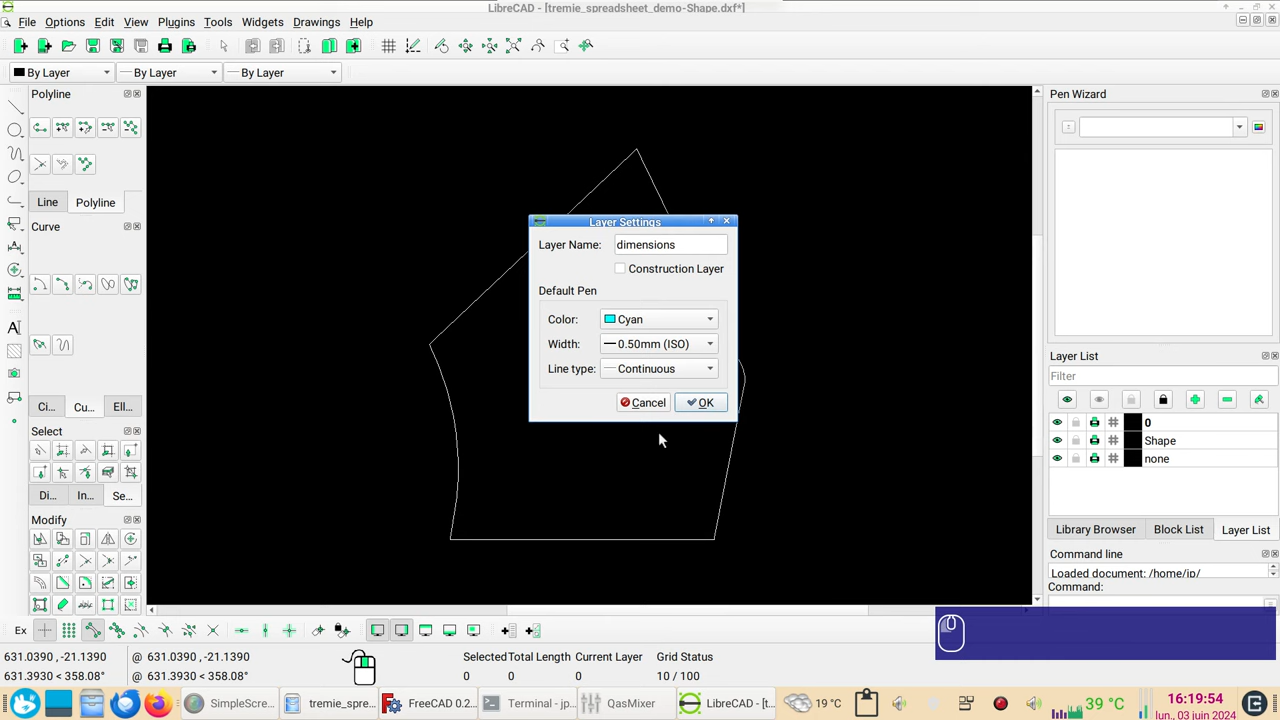 LibreCAD - [tremie_spreadsheet_demo-Shape.dxf*]
File Options Edit View Plugins Tools Widgets Drawings Help
By Layer By Layer By Layer
Polyline
Line Polyline
Curve
Ci... Cu... Ell...
Select
Di... In... Se...
Modify
Layer Settings
Layer Name: dimensions
Construction Layer
Default Pen
Color: Cyan
Width: 0.50mm (ISO)
Line type: Continuous
Cancel OK
Pen Wizard
Layer List
Filter
0
Shape
none
Library Browser Block List Layer List
Command line
Loaded document: /home/jp/
Command:
Ex
631.0390 , -21.1390 @ 631.0390 , -21.1390 Selected Total Length Current Layer Grid Status
631.3930 < 358.08° @ 631.3930 < 358.08° 0 0 0 10 / 100
SimpleScre... tremie_spre... FreeCAD 0.2... Terminal - jp... QasMixer LibreCAD - [t... 19 °C 39 °C 16:19:54
lun., 03 juin 2024